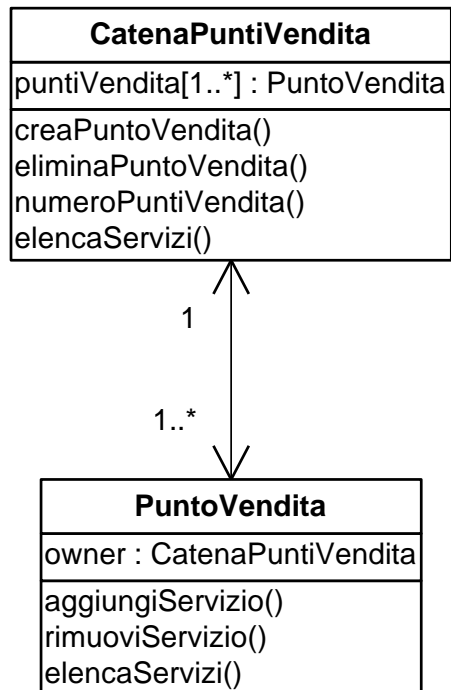 CatenaPuntiVendita
puntiVendita[1..*] : PuntoVendita
creaPuntoVendita()
eliminaPuntoVendita()
numeroPuntiVendita()
elencaServizi()
1
1..*
PuntoVendita
owner : CatenaPuntiVendita
aggiungiServizio()
rimuoviServizio()
elencaServizi()